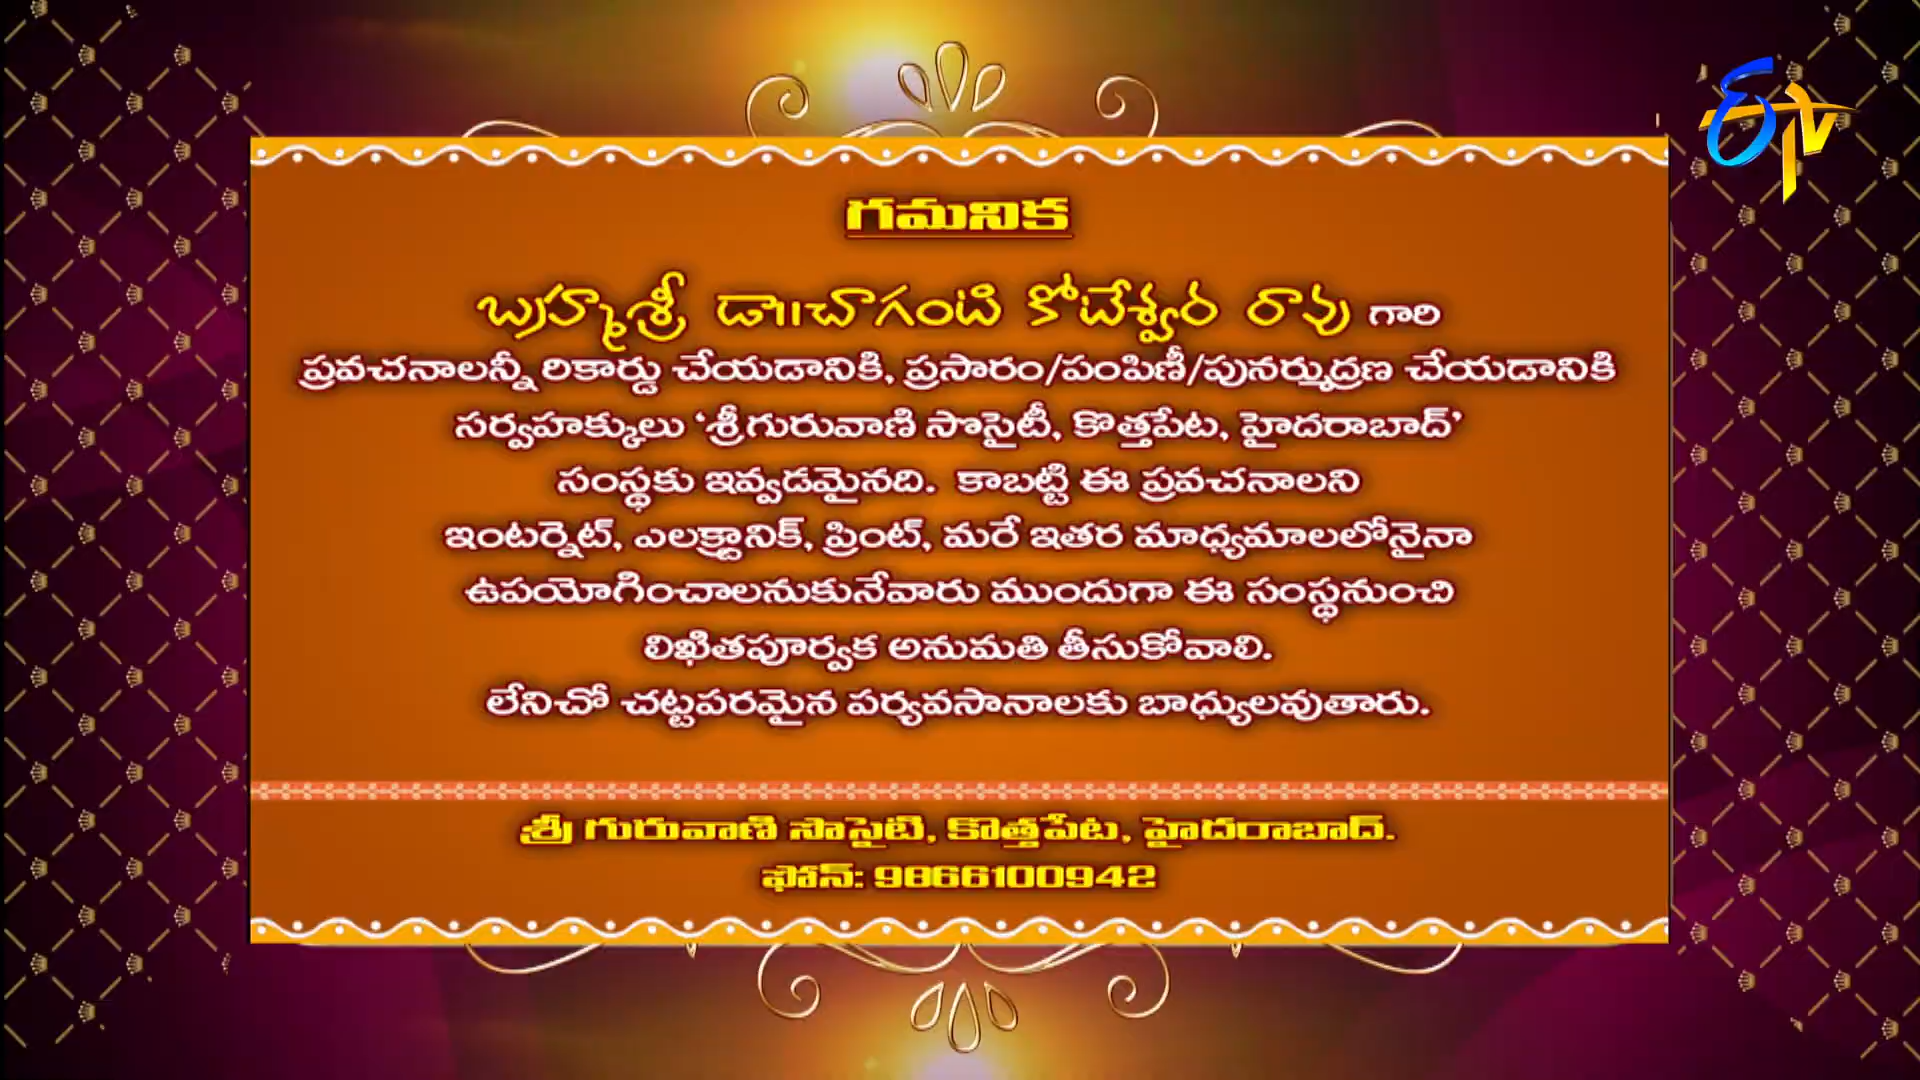 ETV
గమనిక
బ్రహ్మశ్రీ డా॥చాగంటి కోటేశ్వర రావు గారి
ప్రవచనాలన్నీ రికార్డు చేయడానికి, ప్రసారం/పంపిణీ/పునర్ముద్రణ చేయడానికి
సర్వహక్కులు ‘శ్రీగురువాణి సొసైటీ, కొత్తపేట, హైదరాబాద్’
సంస్థకు ఇవ్వడమైనది. కాబట్టి ఈ ప్రవచనాలని
ఇంటర్నెట్, ఎలక్ట్రానిక్, ప్రింట్, మరే ఇతర మాధ్యమాలలోనైనా
ఉపయోగించాలనుకునేవారు ముందుగా ఈ సంస్థనుంచి
లిఖితపూర్వక అనుమతి తీసుకోవాలి.
లేనిచో చట్టపరమైన పర్యవసానాలకు బాధ్యులవుతారు.
శ్రీ గురువాణి సొసైటి, కొత్తపేట, హైదరాబాద్.
ఫోన్: 9866100942